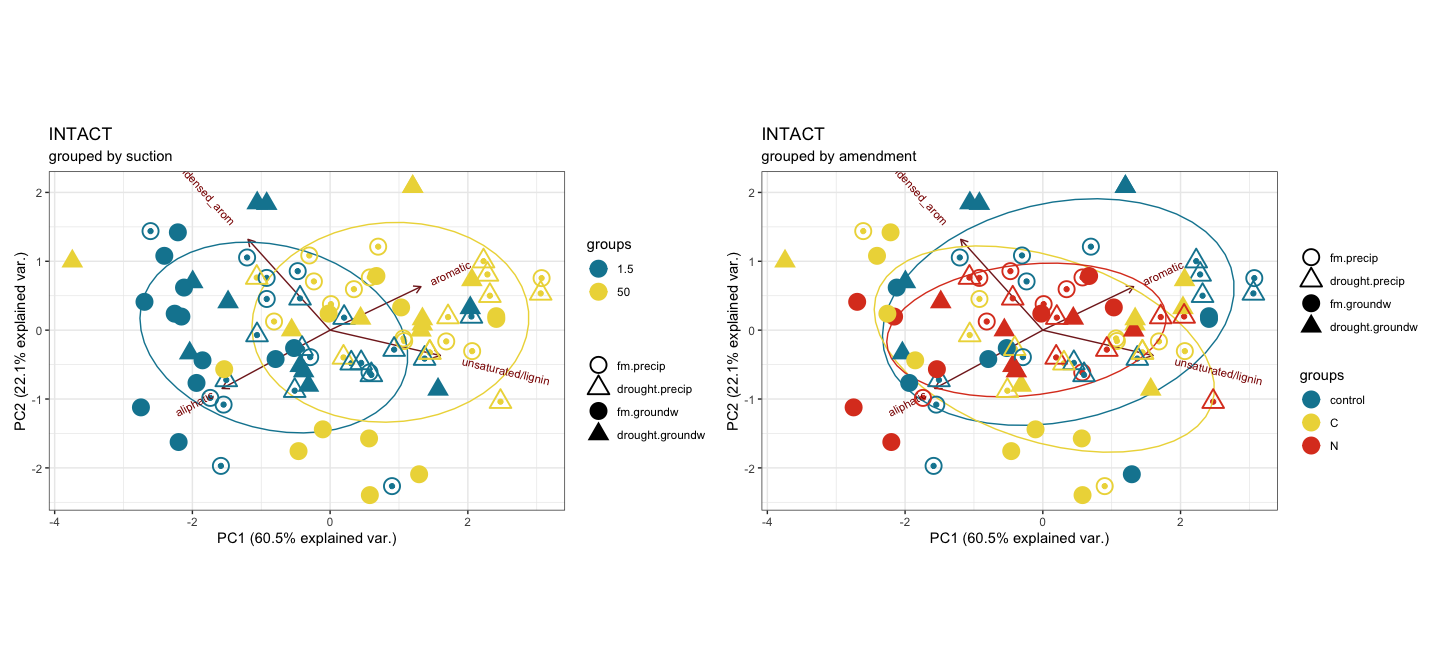 INTACT
grouped by suction
densed_arom
aromatic
unsaturated/lignin
aliphatic
2
1
0
-1
-2
-4
-2
0
2
PC1 (60.5% explained var.)
PC2 (22.1% explained var.)
groups
1.5
50
fm.precip
drought.precip
fm.groundw
drought.groundw
INTACT
grouped by amendment
densed_arom
aromatic
unsaturated/lignin
aliphatic
2
1
0
-1
-2
-4
-2
0
2
PC1 (60.5% explained var.)
PC2 (22.1% explained var.)
fm.precip
drought.precip
fm.groundw
drought.groundw
groups
control
C
N